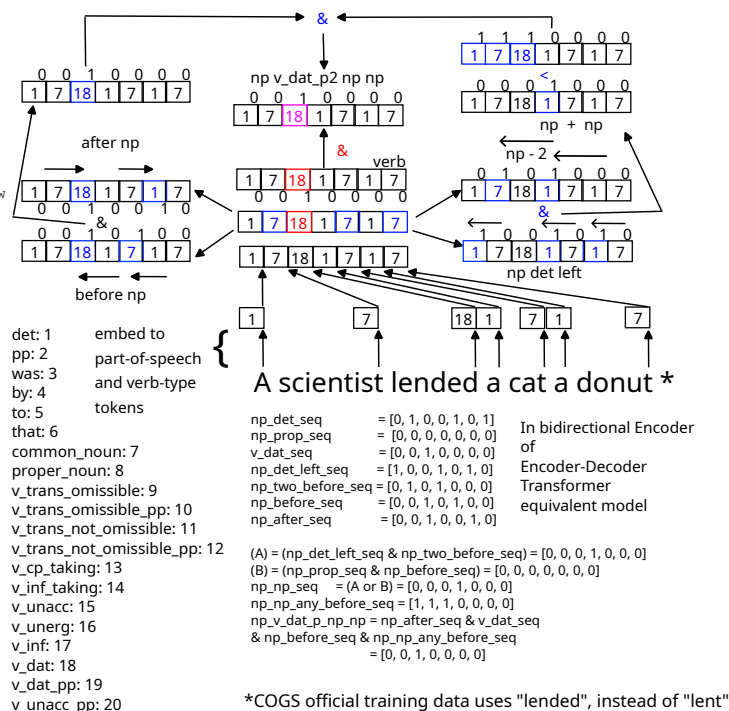 &
1 1 1 0 0 0 0
1 7 18 1 7 1 7
0 0 1 0 0 0 0
1 7 18 1 7 1 7
np v_dat_p2 np np
0 0 1 0 0 0 0
1 7 18 1 7 1 7
<
0 0 0 1 0 0 0
1 7 18 1 7 1 7
np + np
after np
&
verb
np - 2
1 7 18 1 7 1 7
0 0 1 0 0 1 0
1 7 18 1 7 1 7
0 0 1 0 0 0 0
0 1 0 1 0 0 0
1 7 18 1 7 1 7
&
1 7 18 1 7 1 7
&
0 0 1 0 1 0 0
1 7 18 1 7 1 7
1 0 0 1 0 1 0
1 7 18 1 7 1 7
1 7 18 1 7 1 7
before np
np det left
1 7 18 1 7 1 7
A scientist lended a cat a donut *
embed to
part-of-speech
and verb-type
tokens
{
det: 1
pp: 2
was: 3
by: 4
to: 5
that: 6
common_noun: 7
proper_noun: 8
v_trans_omissible: 9
v_trans_omissible_pp: 10
v_trans_not_omissible: 11
v_trans_not_omissible_pp: 12
v_cp_taking: 13
v_inf_taking: 14
v_unacc: 15
v_unerg: 16
v_inf: 17
v_dat: 18
v_dat_pp: 19
v_unacc_pp: 20
np_det_seq = [0, 1, 0, 0, 1, 0, 1]
np_prop_seq = [0, 0, 0, 0, 0, 0, 0]
v_dat_seq = [0, 0, 1, 0, 0, 0, 0]
np_det_left_seq = [1, 0, 0, 1, 0, 1, 0]
np_two_before_seq = [0, 1, 0, 1, 0, 0, 0]
np_before_seq = [0, 0, 1, 0, 1, 0, 0]
np_after_seq = [0, 0, 1, 0, 0, 1, 0]
In bidirectional Encoder
of
Encoder-Decoder
Transformer
equivalent model
(A) = (np_det_left_seq & np_two_before_seq) = [0, 0, 0, 1, 0, 0, 0]
(B) = (np_prop_seq & np_before_seq) = [0, 0, 0, 0, 0, 0, 0]
np_np_seq = (A or B) = [0, 0, 0, 1, 0, 0, 0]
np_np_any_before_seq = [1, 1, 1, 0, 0, 0, 0]
np_v_dat_p_np_np = np_after_seq & v_dat_seq
& np_before_seq & np_np_any_before_seq
= [0, 0, 1, 0, 0, 0, 0]
*COGS official training data uses "lended", instead of "lent"